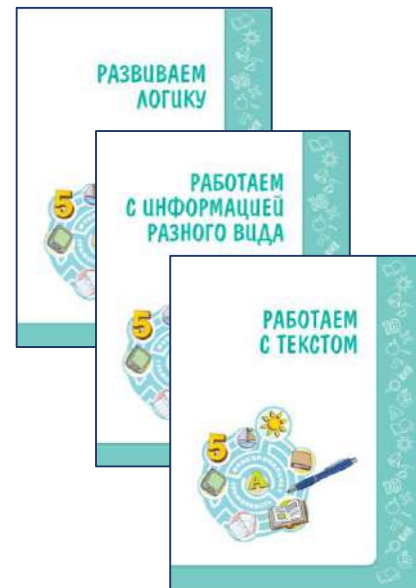 РАЗВИВАЕМ
ЛОГИКУ
5
РАБОТАЕМ
С ИНФОРМАЦИЕЙ
РАЗНОГО ВИДА
5
РАБОТАЕМ
С ТЕКСТОМ
5
А